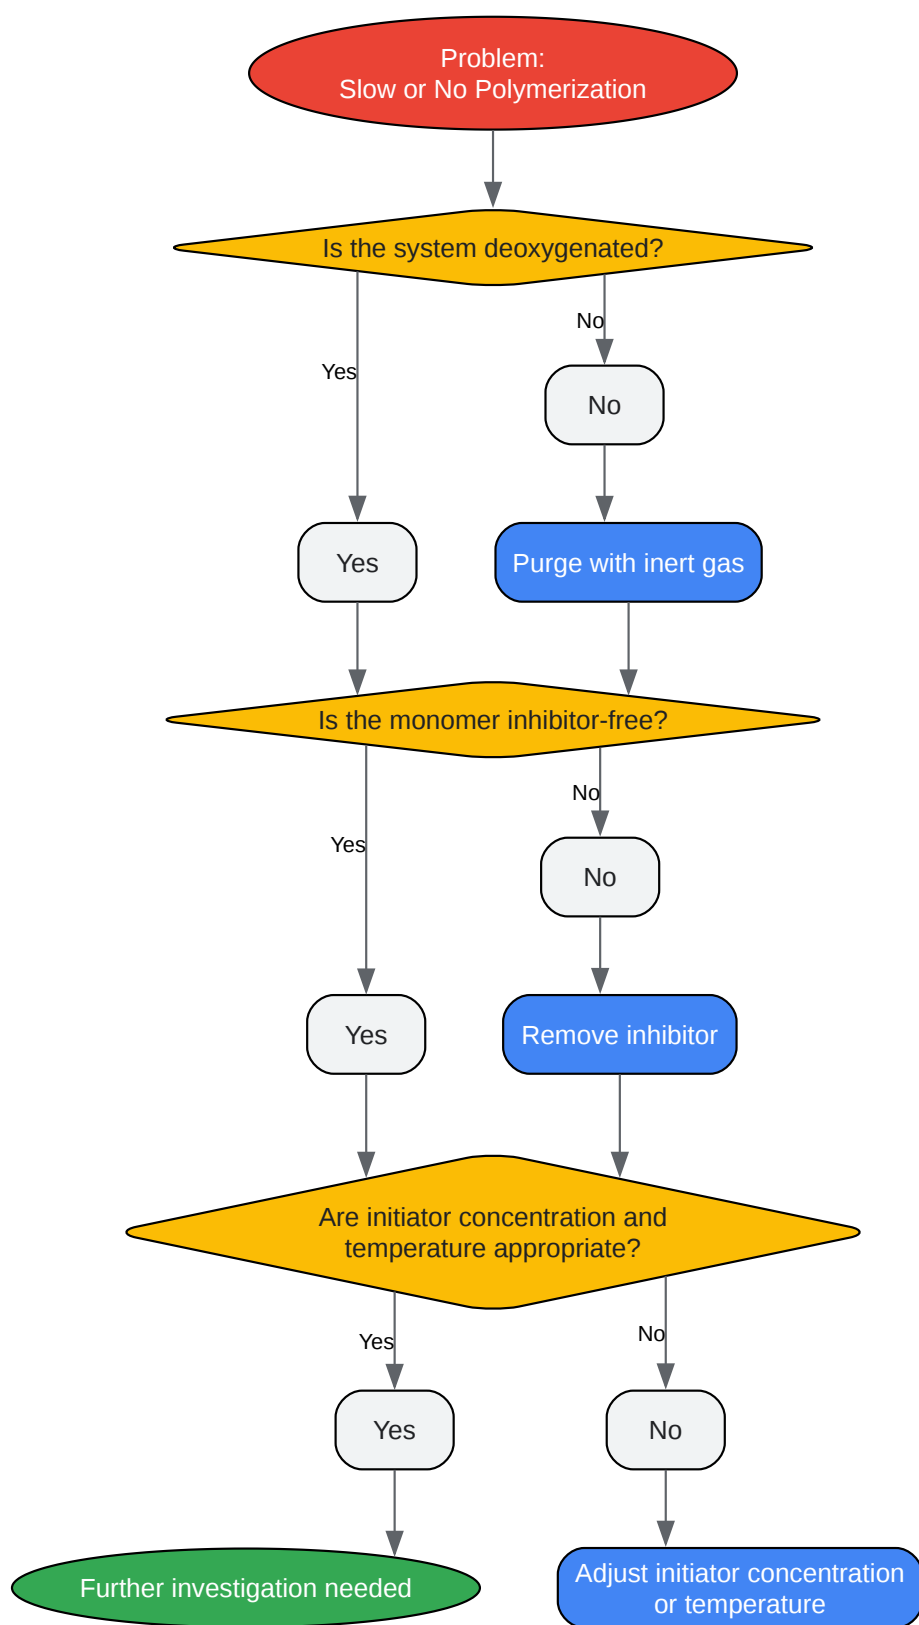 Problem:
Slow or No Polymerization
Is the system deoxygenated?
No
Yes
No
Yes
Purge with inert gas
Is the monomer inhibitor-free?
No
Yes
No
Yes
Remove inhibitor
Are initiator concentration and
temperature appropriate?
Yes
No
Yes
No
Further investigation needed
Adjust initiator concentration
or temperature